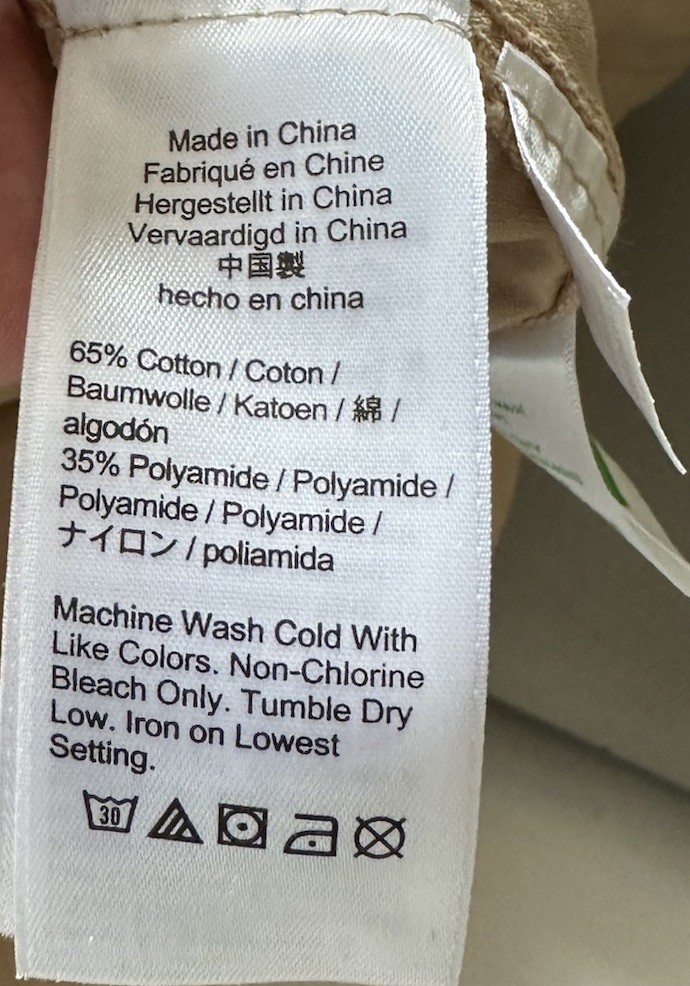 Made in China
Fabriqué en Chine
Hergestellt in China
Vervaardigd in China
中国製
hecho en china
65% Cotton / Coton /
Baumwolle / Katoen / 綿 /
algodón
35% Polyamide / Polyamide /
Polyamide / Polyamide /
ナイロン / poliamida
Machine Wash Cold With
Like Colors. Non-Chlorine
Bleach Only. Tumble Dry
Low. Iron on Lowest
Setting.
30